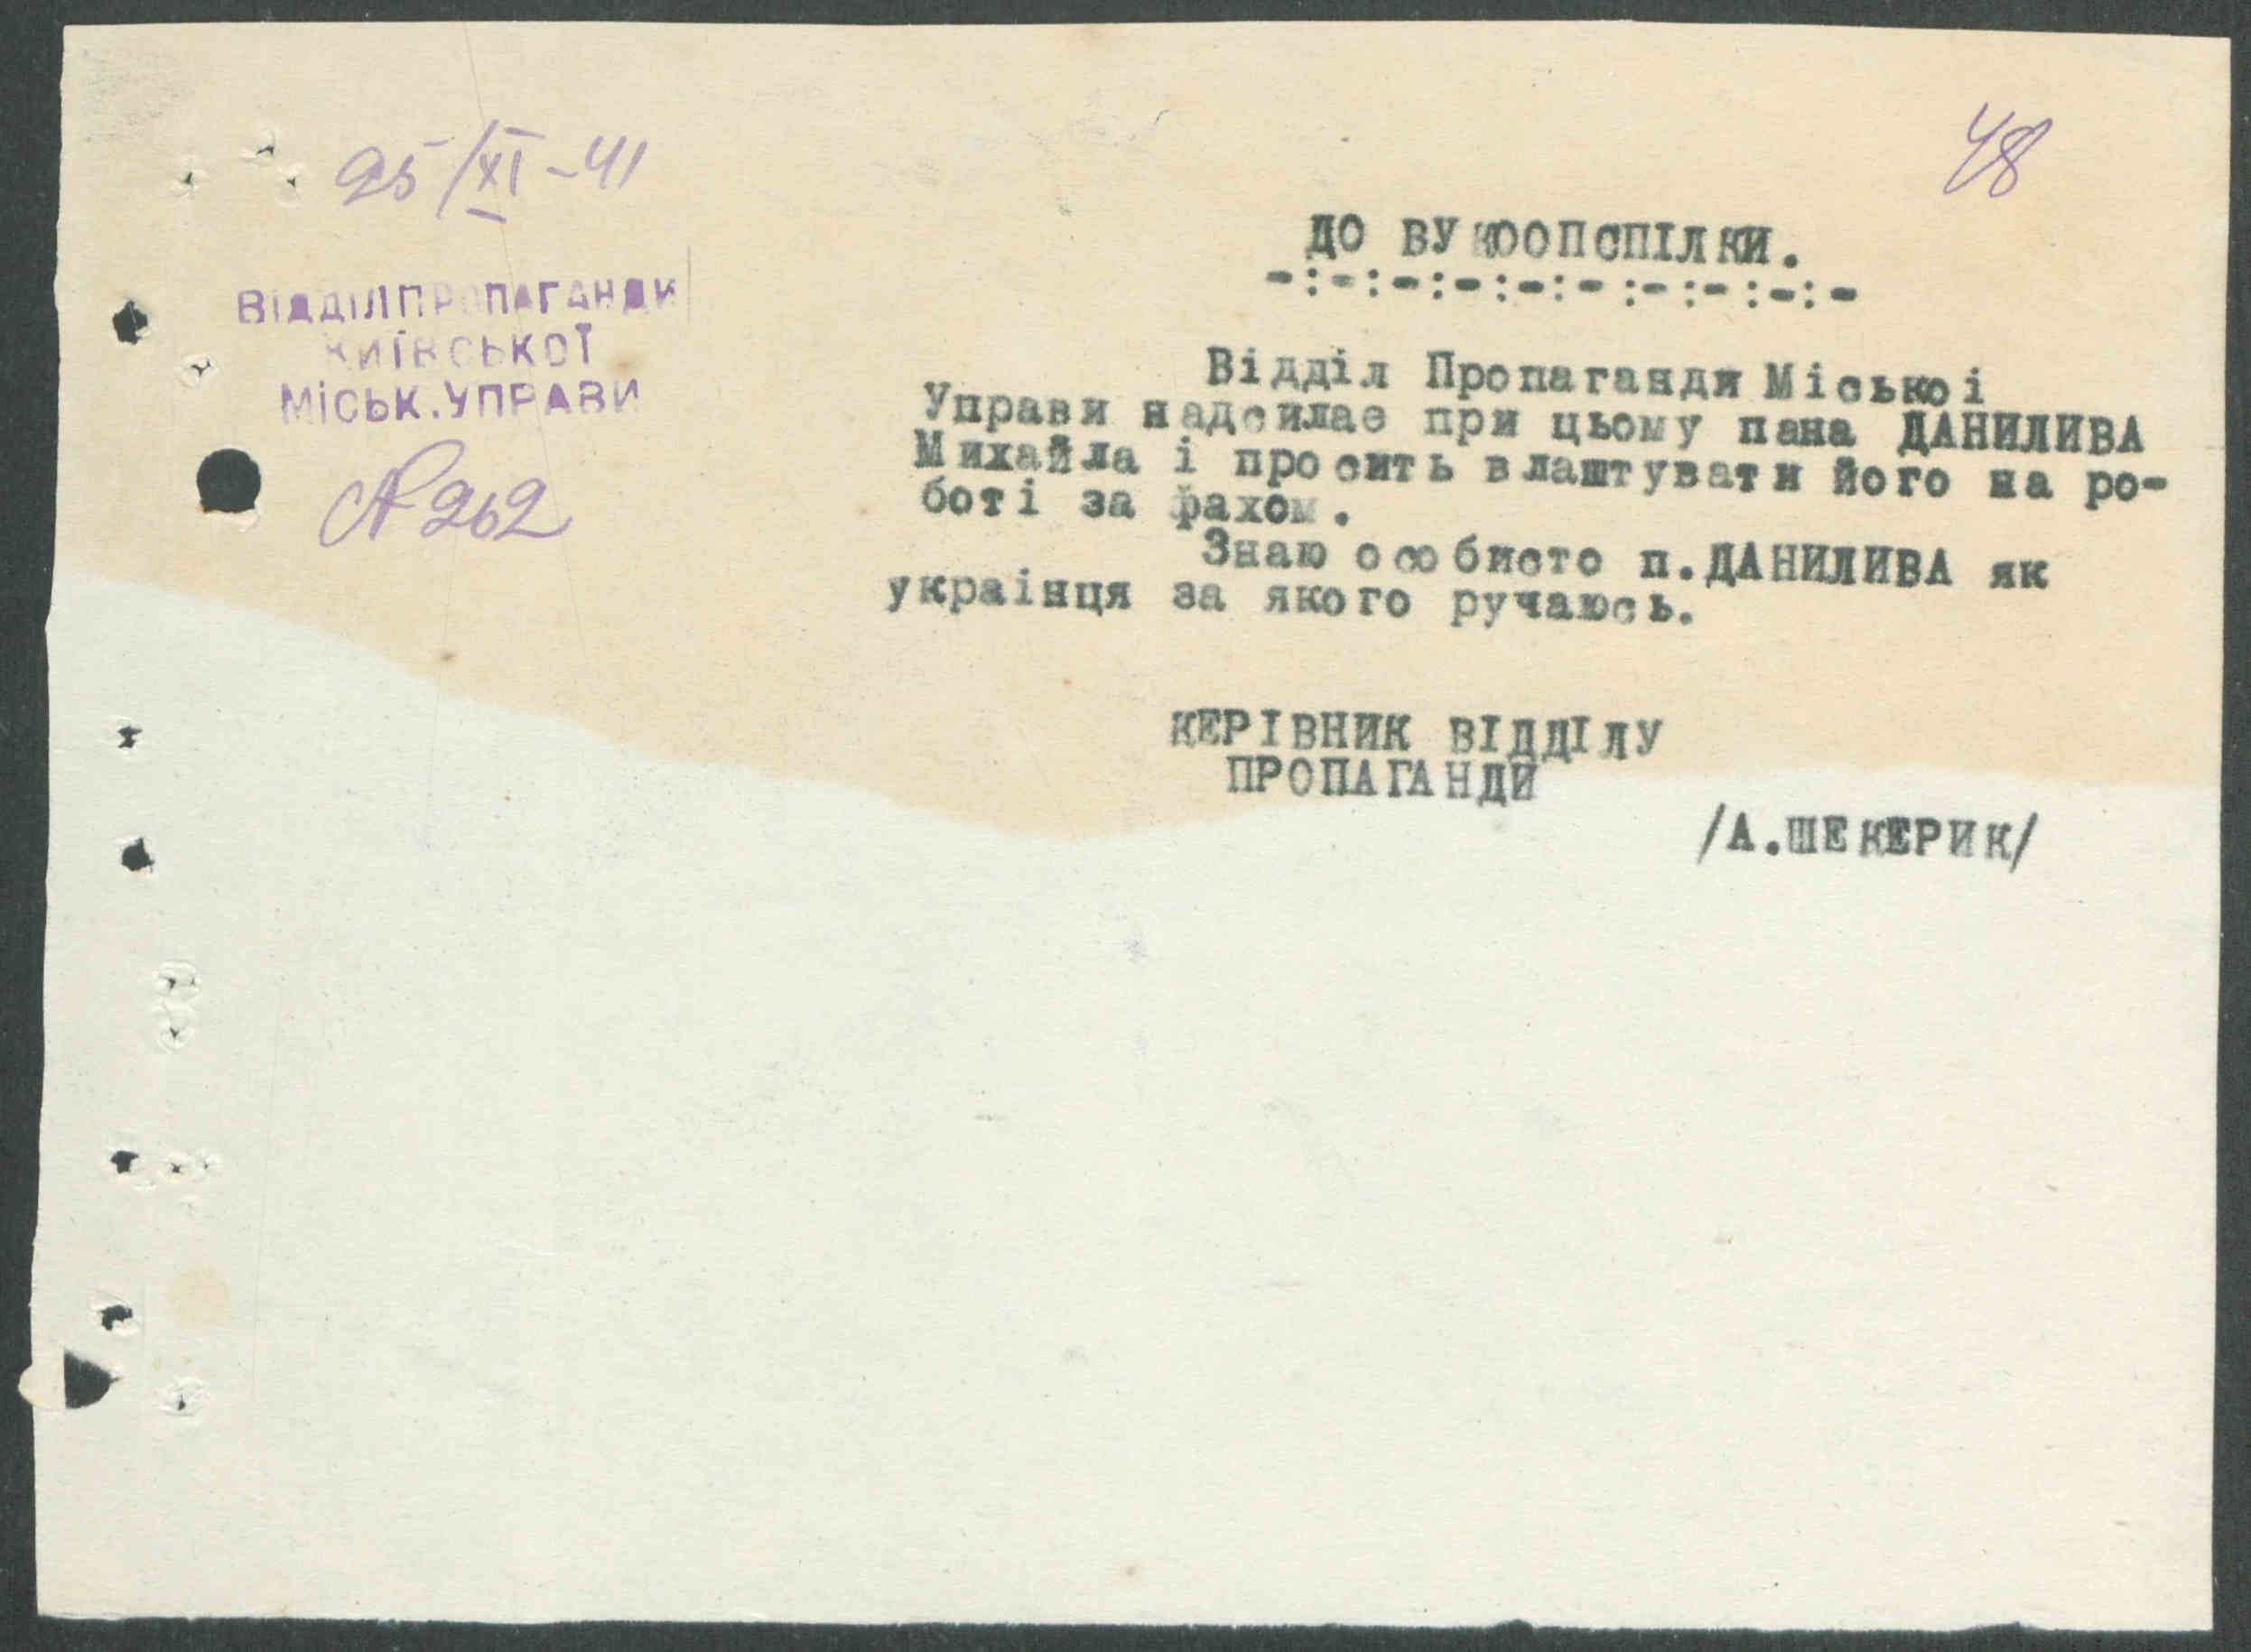 25/XI-41
48
ВІДДІЛ ПРОПАГАНДИ
КИЇВСЬКОЇ
МІСЬК.УПРАВИ
№ 262
ДО ВУКООПСПІЛКИ.
-:-:-:-:-:-:-:-:-:-
Відділ Пропаганди Міської
Управи надсилає при цьому пана ДАНИЛИВА
Михайла і просить влаштувати його на ро-
боті за фахом.
Знаю особисто п.ДАНИЛИВА як
українця за якого ручаюсь.
КЕРІВНИК ВІДДІЛУ
ПРОПАГАНДИ
/А.ШЕКЕРИК/